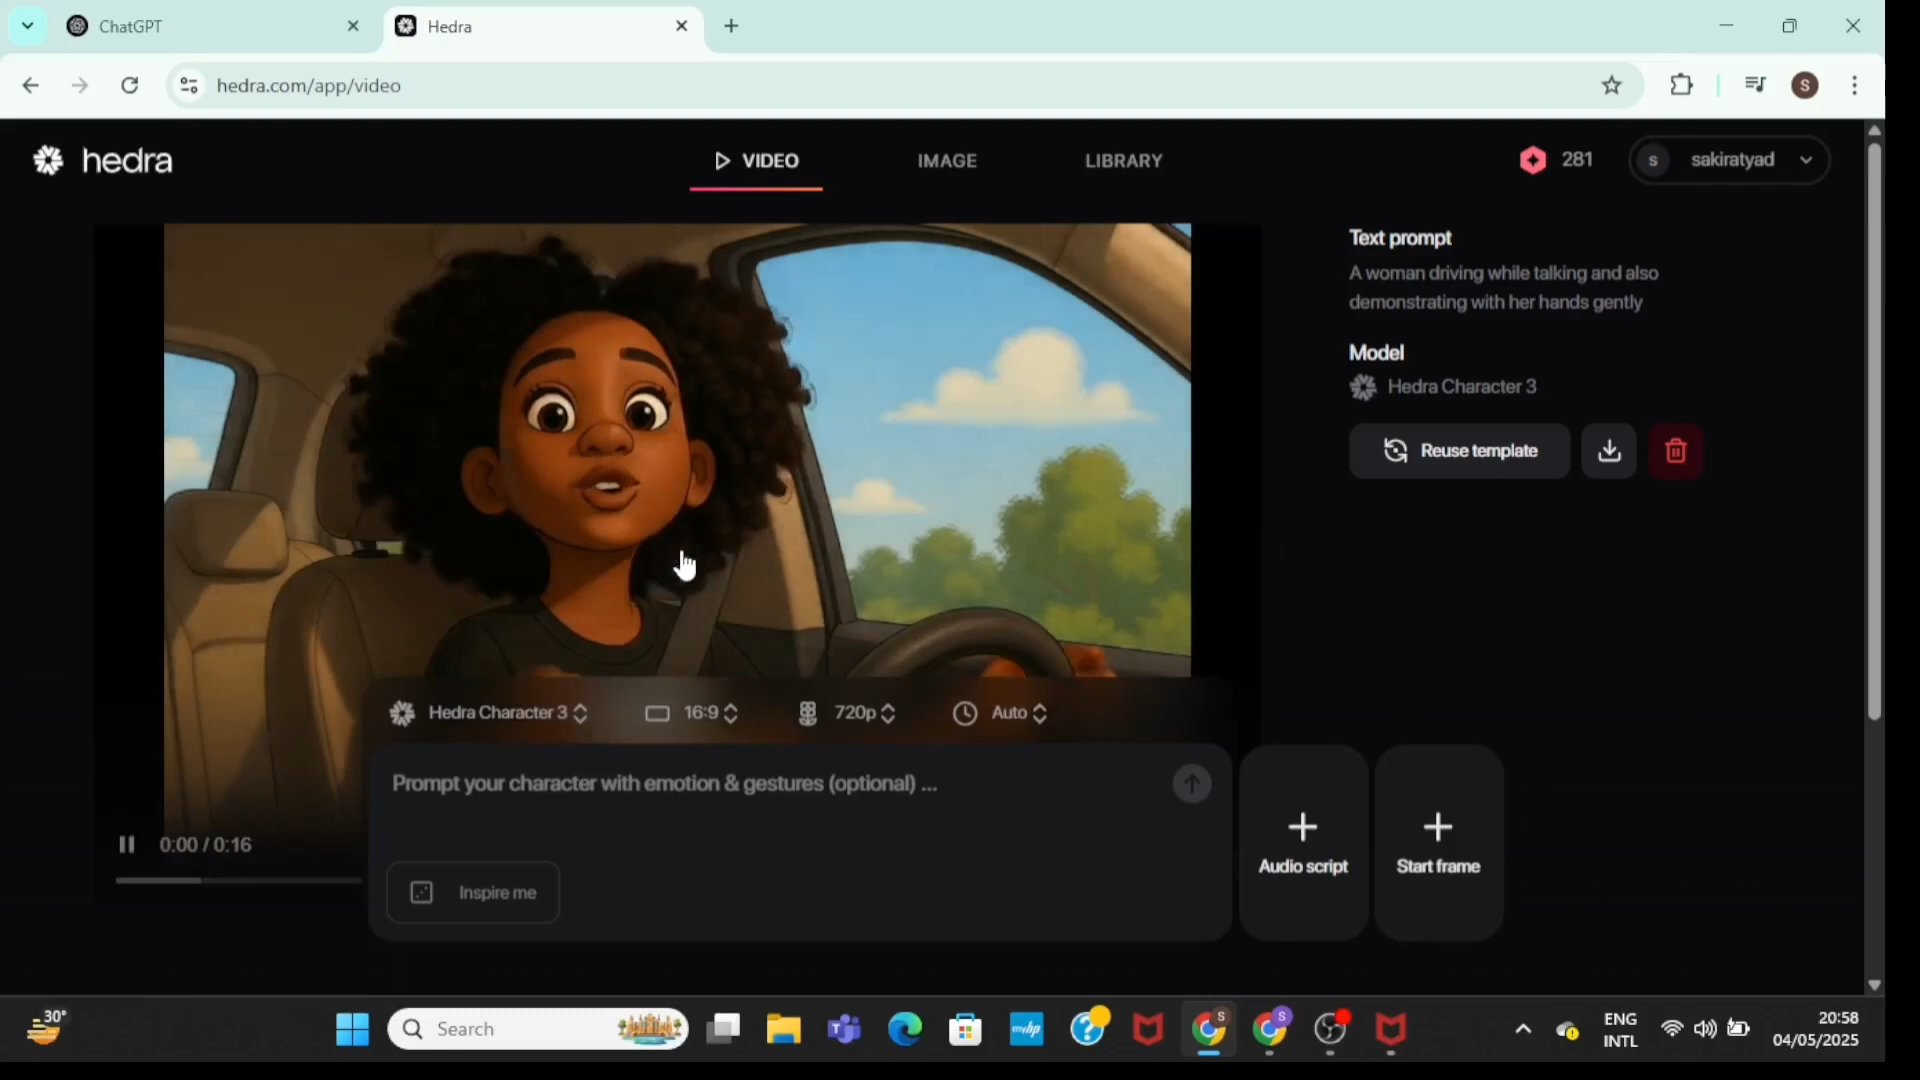 ChatGPT
Hedra
hedra.com/app/video
S
hedra
VIDEO
IMAGE
LIBRARY
281
s
sakiratyad
Text prompt
A woman driving while talking and also
demonstrating with her hands gently
Model
Hedra Character 3
Reuse template
Hedra Character 3
16:9
720p
Auto
Prompt your character with emotion & gestures (optional) ...
0:00 / 0:16
Inspire me
Audio script
Start frame
30°
Search
myhp
S
S
ENG
INTL
20:58
04/05/2025